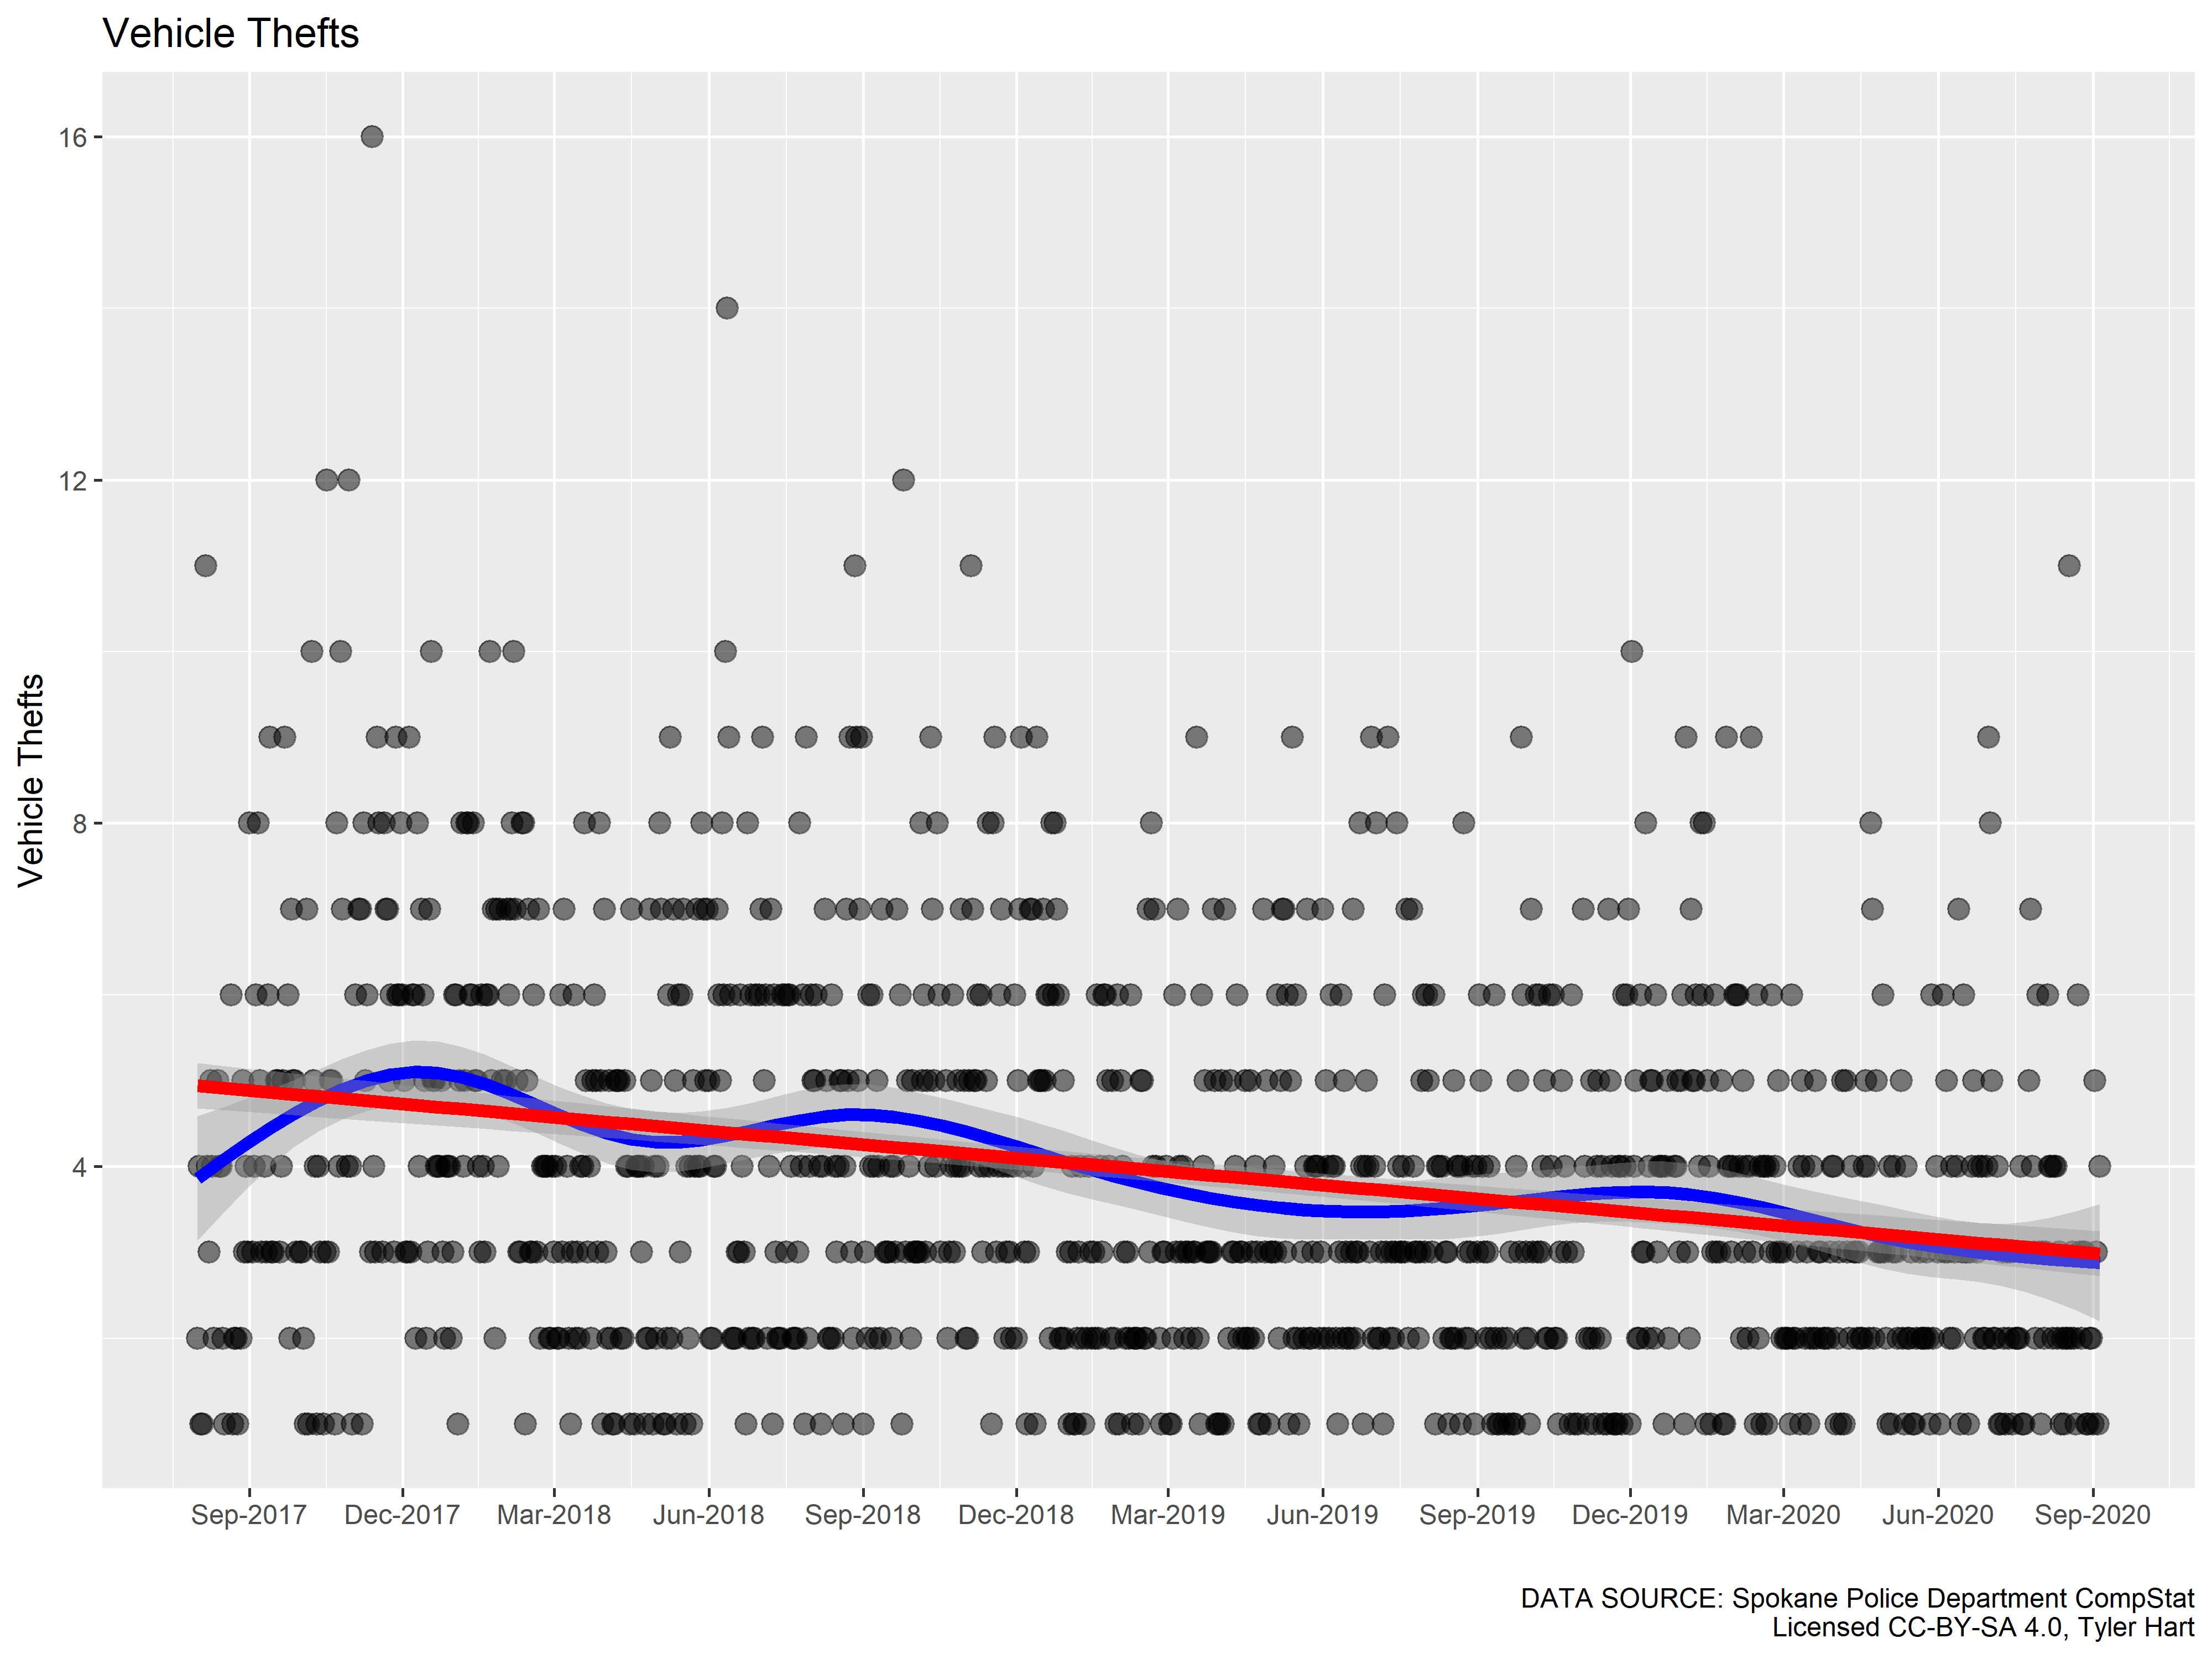 Vehicle Thefts
Vehicle Thefts
16
12
8
4
Sep-2017 Dec-2017 Mar-2018 Jun-2018 Sep-2018 Dec-2018 Mar-2019 Jun-2019 Sep-2019 Dec-2019 Mar-2020 Jun-2020 Sep-2020
DATA SOURCE: Spokane Police Department CompStat
Licensed CC-BY-SA 4.0, Tyler Hart